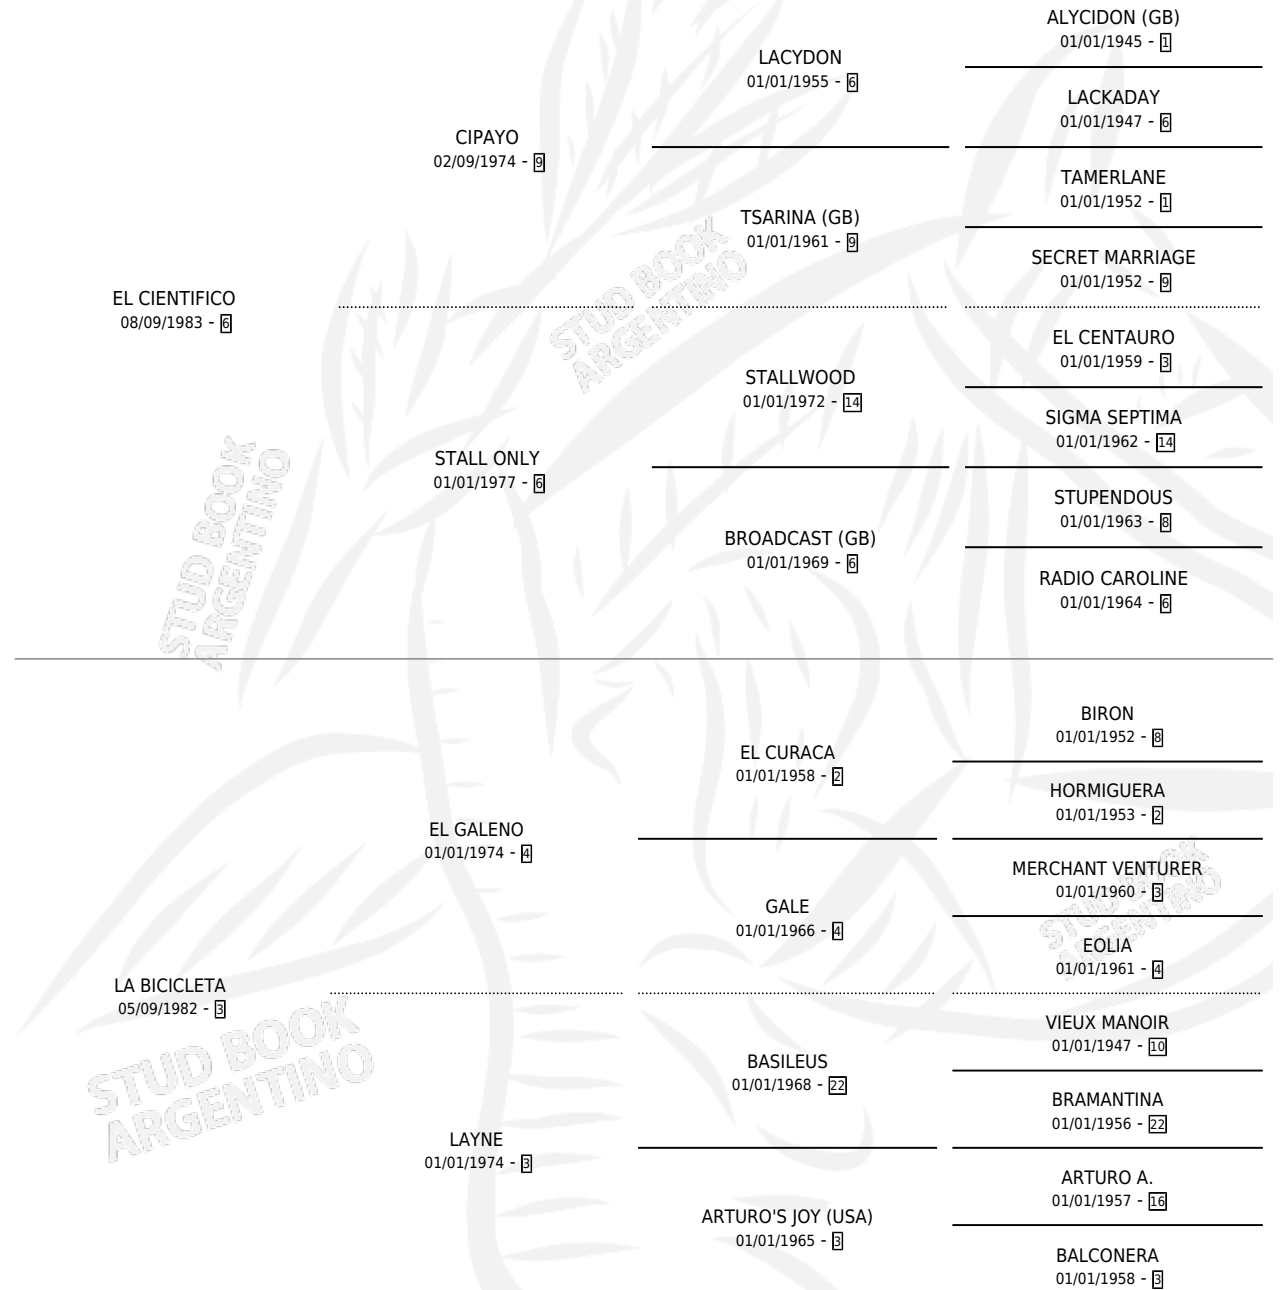 ALYCIDON (GB)
01/01/1945 - 1
LACYDON
01/01/1955 - 6
LACKADAY
01/01/1947 - 6
CIPAYO
02/09/1974 - 9
TAMERLANE
01/01/1952 - 1
TSARINA (GB)
01/01/1961 - 9
SECRET MARRIAGE
01/01/1952 - 9
EL CIENTIFICO
08/09/1983 - 6
EL CENTAURO
01/01/1959 - 3
STALLWOOD
01/01/1972 - 14
SIGMA SEPTIMA
01/01/1962 - 14
STALL ONLY
01/01/1977 - 6
STUPENDOUS
01/01/1963 - 8
BROADCAST (GB)
01/01/1969 - 6
RADIO CAROLINE
01/01/1964 - 6
BIRON
01/01/1952 - 8
EL CURACA
01/01/1958 - 2
HORMIGUERA
01/01/1953 - 2
EL GALENO
01/01/1974 - 4
MERCHANT VENTURER
01/01/1960 - 3
GALE
01/01/1966 - 4
EOLIA
01/01/1961 - 4
LA BICICLETA
05/09/1982 - 3
VIEUX MANOIR
01/01/1947 - 10
BASILEUS
01/01/1968 - 22
BRAMANTINA
01/01/1956 - 22
LAYNE
01/01/1974 - 3
ARTURO A.
01/01/1957 - 16
ARTURO'S JOY (USA)
01/01/1965 - 3
BALCONERA
01/01/1958 - 3
STUD BOOK
ARGENTINO
STUD BOOK
ARGENTINO
STUD BOOK
ARGENTINO
STUD BOOK
ARGENTINO